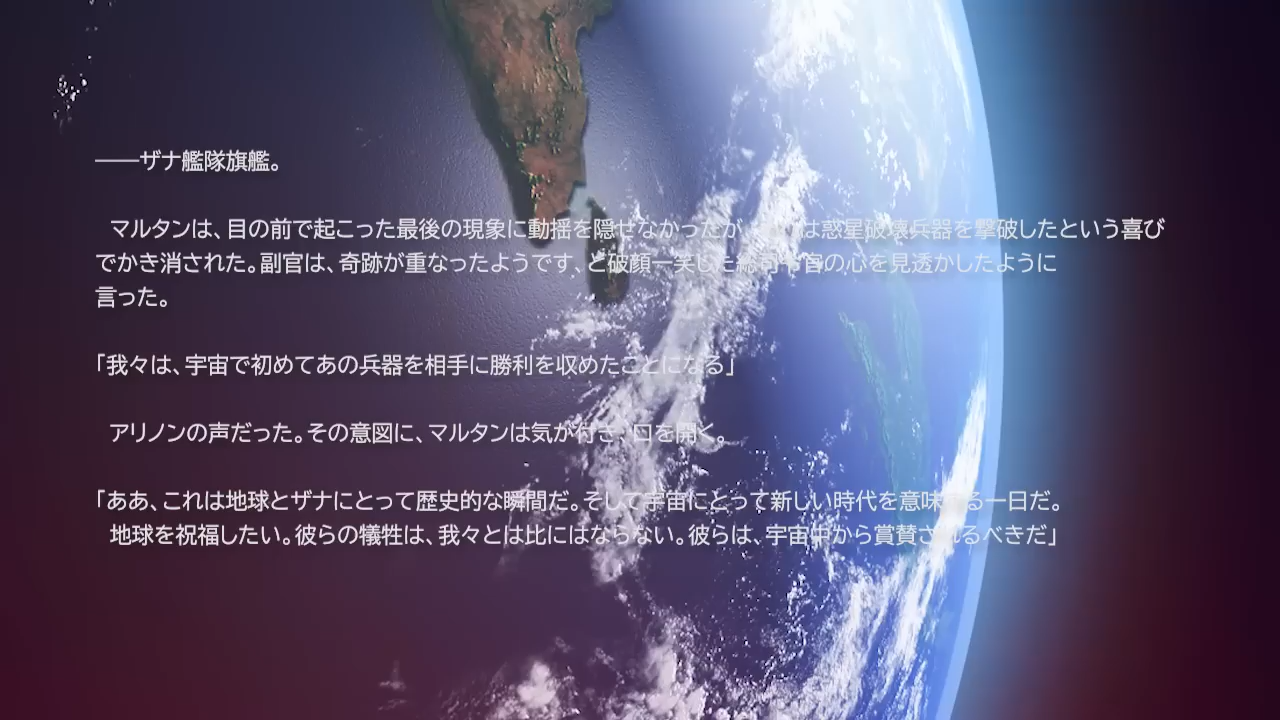 ――ザナ艦隊旗艦。
マルタンは、目の前で起こった最後の現象に動揺を隠せなかったが、それは惑星破壊兵器を撃破したという喜び
でかき消された。副官は、奇跡が重なったようです、と破顔一笑した総司令官の心を見透かしたように
言った。
「我々は、宇宙で初めてあの兵器を相手に勝利を収めたことになる」
アリノンの声だった。その意図に、マルタンは気が付き、口を開く。
「ああ、これは地球とザナにとって歴史的な瞬間だ。そして宇宙にとって新しい時代を意味する一日だ。
地球を祝福したい。彼らの犠牲は、我々とは比にはならない。彼らは、宇宙中から賞賛されるべきだ」